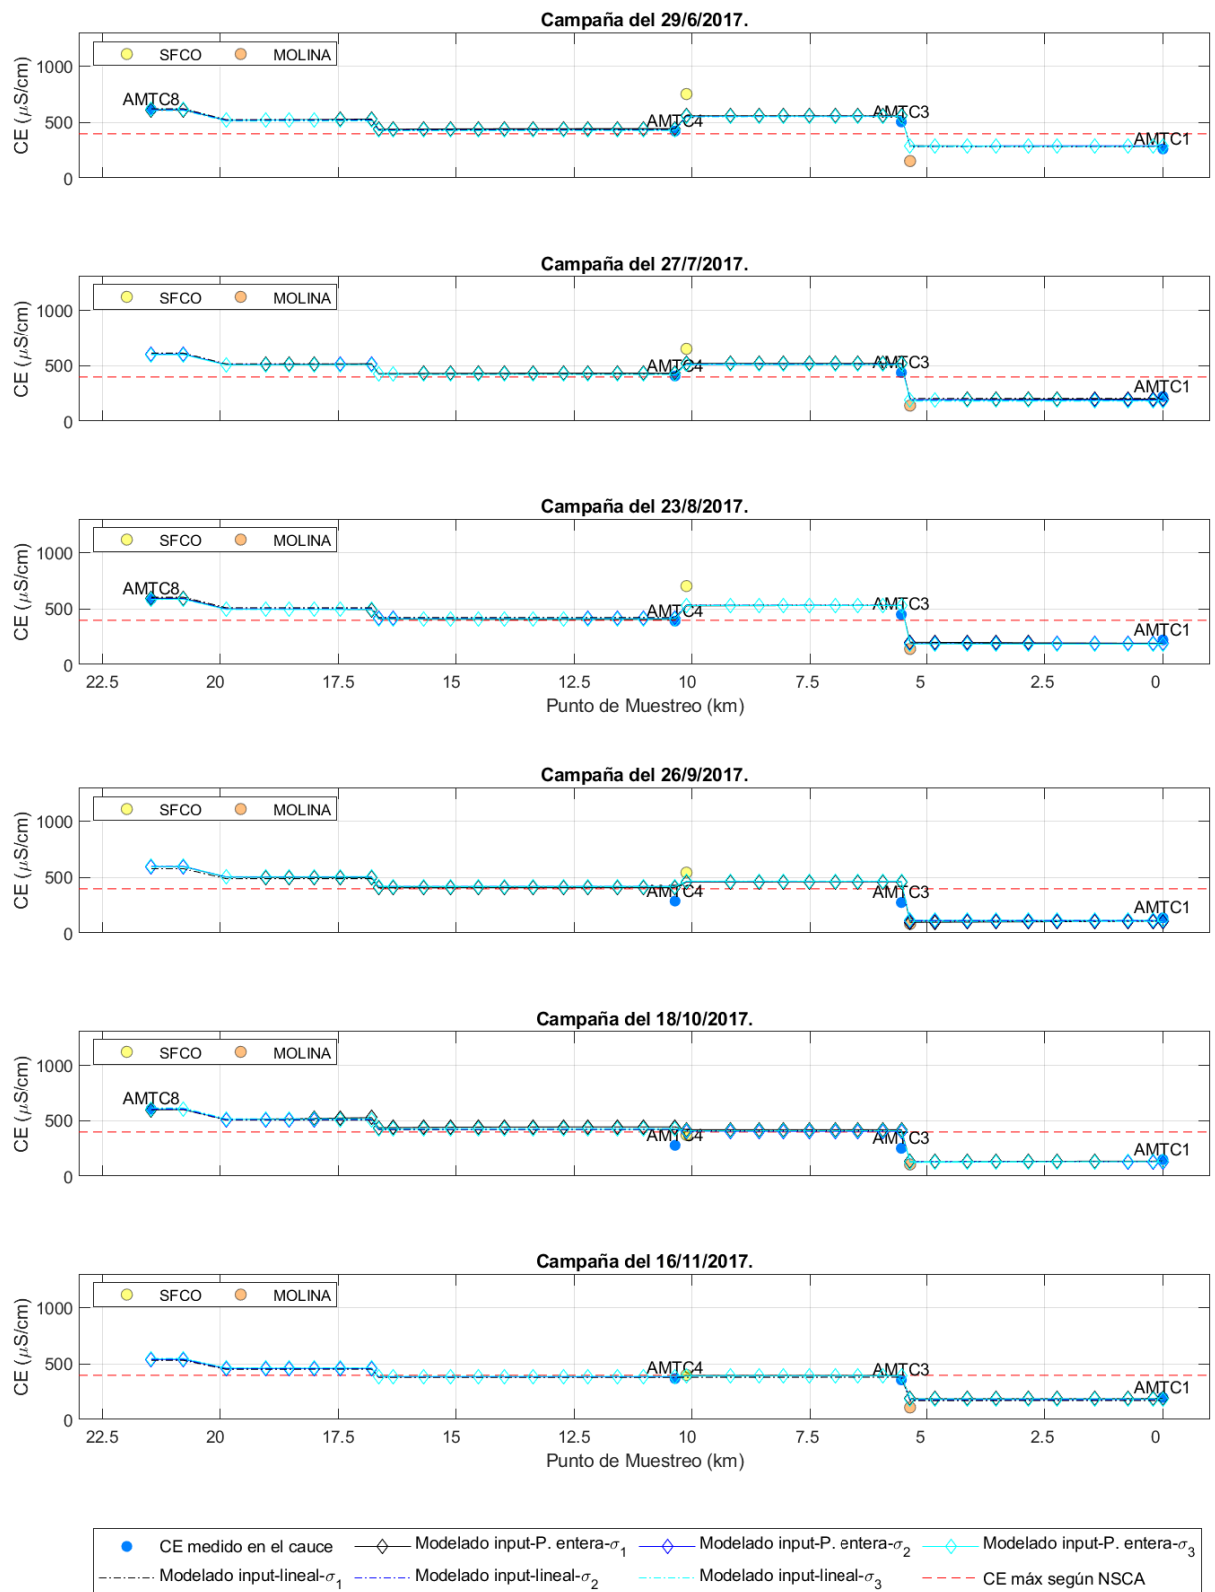 Campaña del 29/6/2017.
SFCO MOLINA
CE (μS/cm)
1000
500
0
AMTC8
AMTC4
AMTC3
AMTC1
Campaña del 27/7/2017.
SFCO MOLINA
CE (μS/cm)
1000
500
0
AMTC4
AMTC3
AMTC1
Campaña del 23/8/2017.
SFCO MOLINA
CE (μS/cm)
1000
500
0
AMTC8
AMTC4
AMTC3
AMTC1
22.5 20 17.5 15 12.5 10 7.5 5 2.5 0
Punto de Muestreo (km)
Campaña del 26/9/2017.
SFCO MOLINA
CE (μS/cm)
1000
500
0
AMTC4
AMTC3
AMTC1
Campaña del 18/10/2017.
SFCO MOLINA
CE (μS/cm)
1000
500
0
AMTC8
AMTC4
AMTC3
AMTC1
Campaña del 16/11/2017.
SFCO MOLINA
CE (μS/cm)
1000
500
0
AMTC4
AMTC3
AMTC1
22.5 20 17.5 15 12.5 10 7.5 5 2.5 0
Punto de Muestreo (km)
CE medido en el cauce Modelado input-P. entera-σ1 Modelado input-P. entera-σ2 Modelado input-P. entera-σ3
Modelado input-lineal-σ1 Modelado input-lineal-σ2 Modelado input-lineal-σ3 CE máx según NSCA